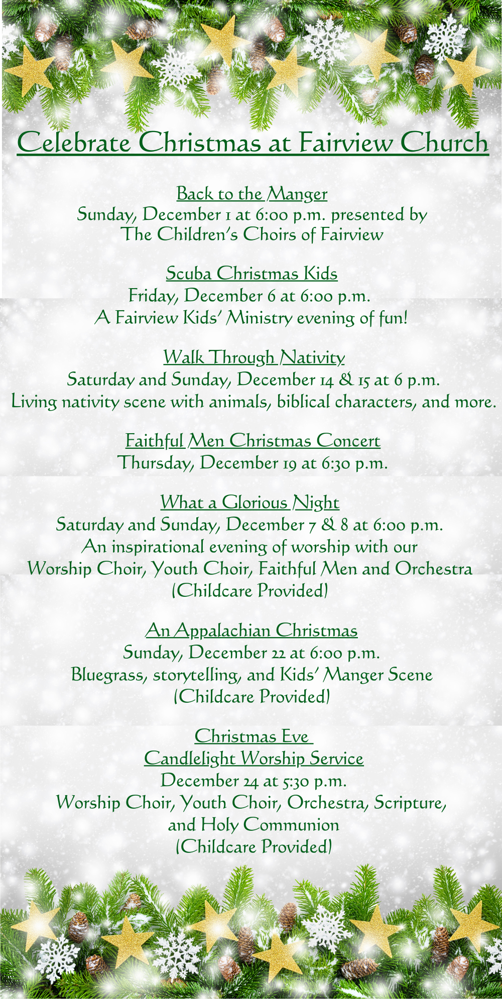 Celebrate Christmas at Fairview Church
Back to the Manger
Sunday, December 1 at 6:00 p.m. presented by
The Children's Choirs of Fairview
Scuba Christmas Kids
Friday, December 6 at 6:00 p.m.
A Fairview Kids' Ministry evening of fun!
Walk Through Nativity
Saturday and Sunday, December 14 & 15 at 6 p.m.
Living nativity scene with animals, biblical characters, and more.
Faithful Men Christmas Concert
Thursday, December 19 at 6:30 p.m.
What a Glorious Night
Saturday and Sunday, December 7 & 8 at 6:00 p.m.
An inspirational evening of worship with our
Worship Choir, Youth Choir, Faithful Men and Orchestra
(Childcare Provided)
An Appalachian Christmas
Sunday, December 22 at 6:00 p.m.
Bluegrass, storytelling, and Kids' Manger Scene
(Childcare Provided)
Christmas Eve
Candlelight Worship Service
December 24 at 5:30 p.m.
Worship Choir, Youth Choir, Orchestra, Scripture,
and Holy Communion
(Childcare Provided)